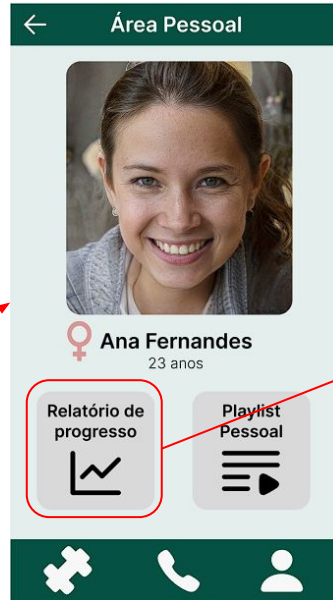 Área Pessoal
Ana Fernandes
23 anos
Relatório de
progresso
Playlist
Pessoal